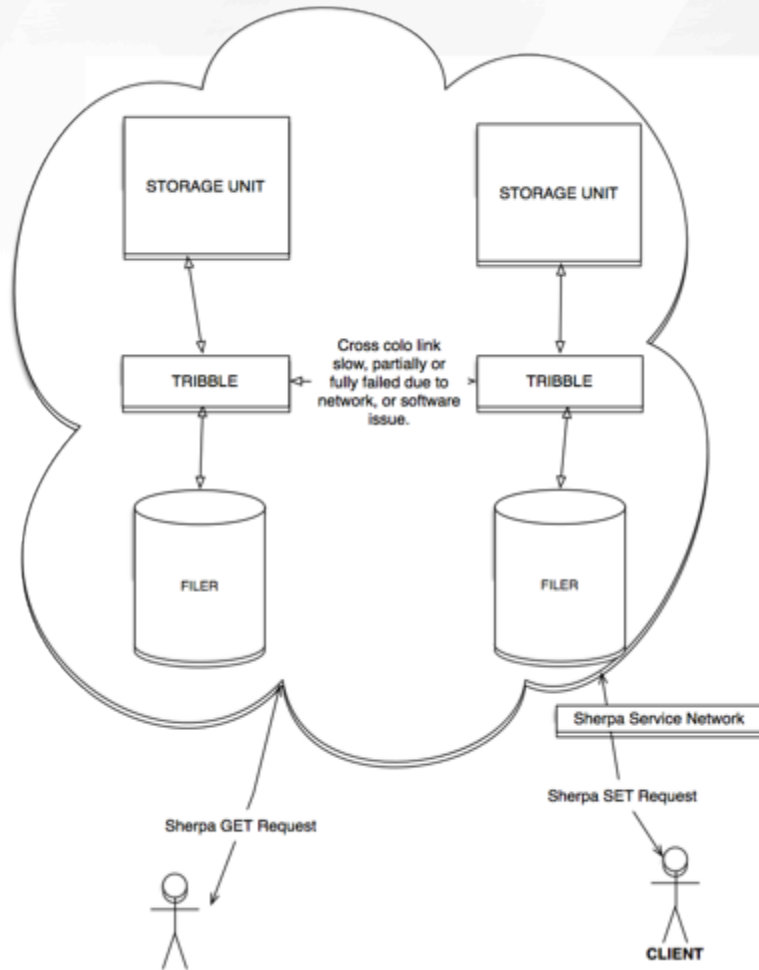 STORAGE UNIT
STORAGE UNIT
Cross colo link
slow, partially or
fully failed due to
network, or software
issue.
TRIBBLE
TRIBBLE
FILER
FILER
Sherpa Service Network
Sherpa SET Request
Sherpa GET Request
CLIENT